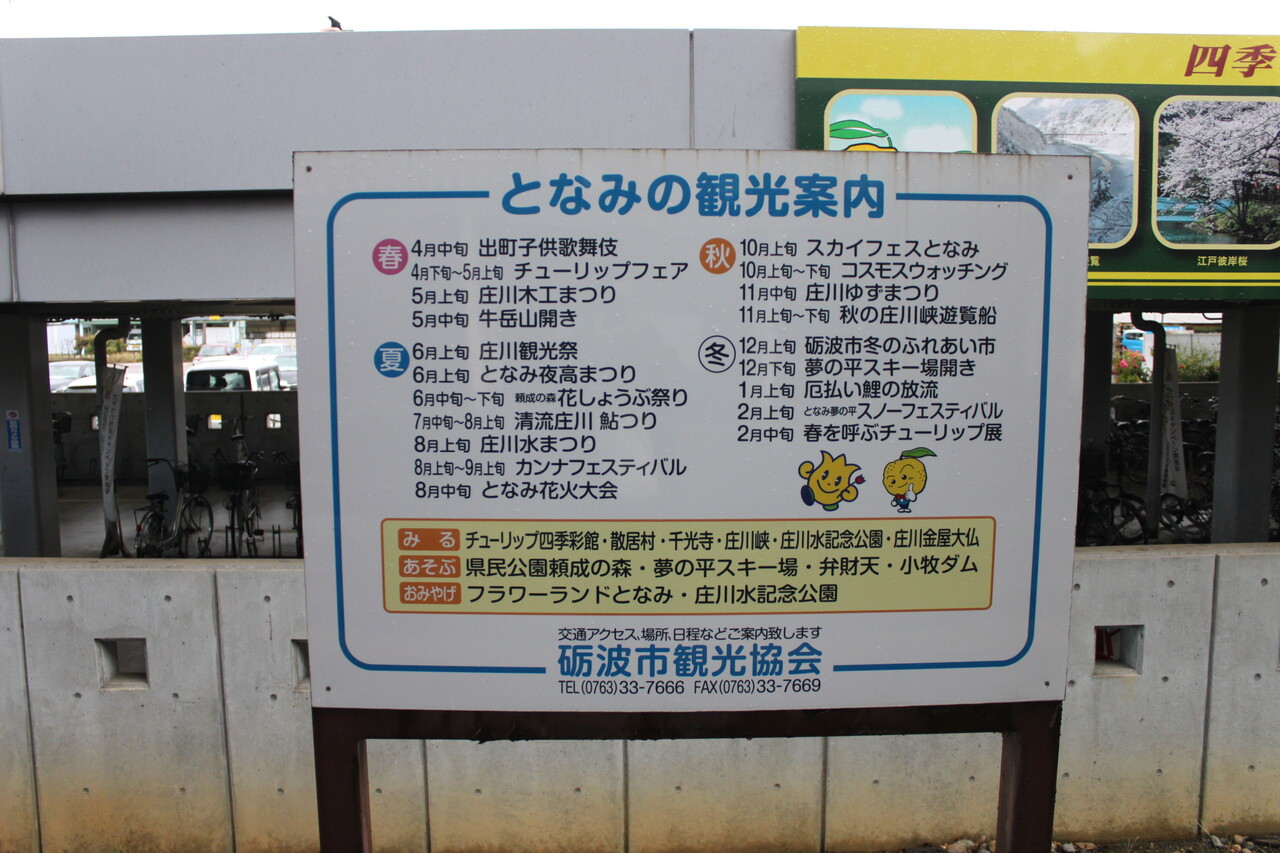 四季
覧
江戸彼岸桜
となみの観光案内
春
4月中旬 出町子供歌舞伎
4月下旬～5月上旬 チューリップフェア
5月上旬 庄川木工まつり
5月中旬 牛岳山開き
夏
6月上旬 庄川観光祭
6月上旬 となみ夜高まつり
6月中旬～下旬 頼成の森花しょうぶ祭り
7月中旬～8月上旬 清流庄川 鮎つり
8月上旬 庄川水まつり
8月上旬～9月上旬 カンナフェスティバル
8月中旬 となみ花火大会
秋
10月上旬 スカイフェスとなみ
10月上旬～下旬 コスモスウォッチング
11月中旬 庄川ゆずまつり
11月上旬～下旬 秋の庄川峡遊覧船
冬
12月上旬 砺波市冬のふれあい市
12月下旬 夢の平スキー場開き
1月上旬 厄払い鯉の放流
2月上旬 となみ夢の平スノーフェスティバル
2月中旬 春を呼ぶチューリップ展
みる チューリップ四季彩館・散居村・千光寺・庄川峡・庄川水記念公園・庄川金屋大仏
あそぶ 県民公園頼成の森・夢の平スキー場・弁財天・小牧ダム
おみやげ フラワーランドとなみ・庄川水記念公園
交通アクセス、場所、日程などご案内致します
砺波市観光協会
TEL(0763)33-7666 FAX(0763)33-7669